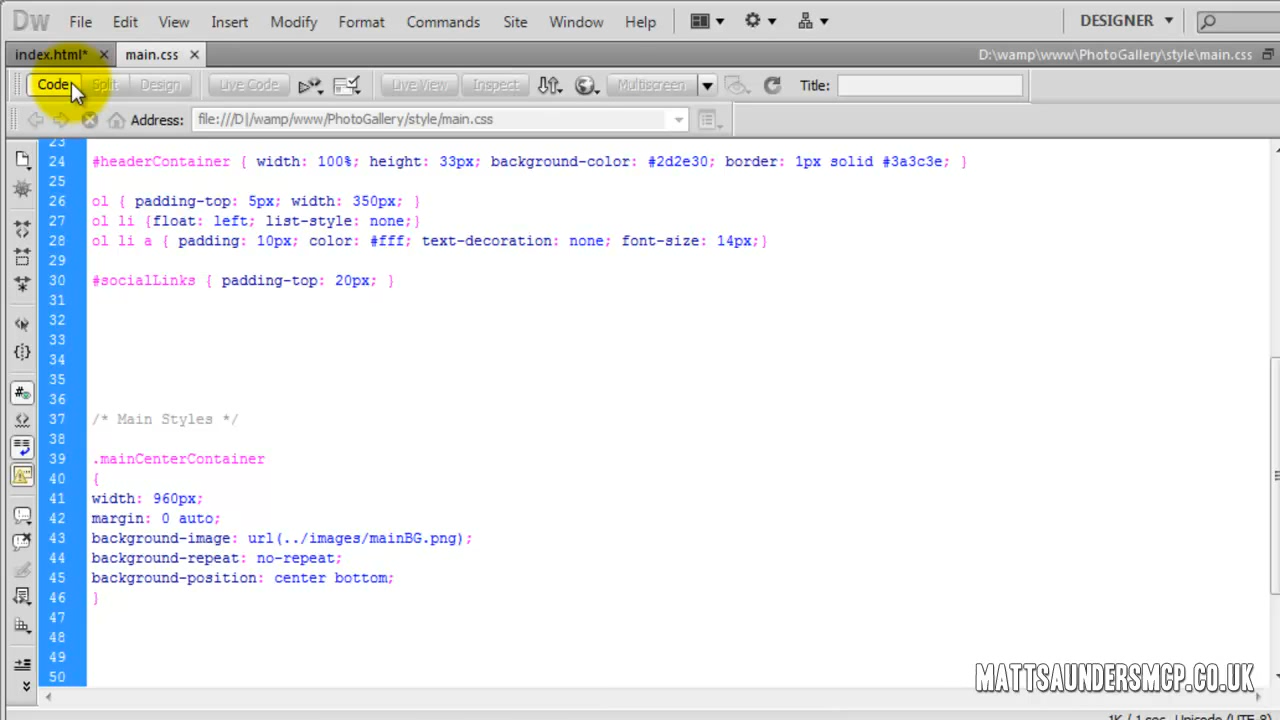 Dw File Edit View Insert Modify Format Commands Site Window Help DESIGNER
index.html* main.css D:\wamp\www\PhotoGallery\style\main.css
Code Split Design Live Code Live View Inspect Multiscreen Title:
Address: file:///D|/wamp/www/PhotoGallery/style/main.css
23
24 #headerContainer { width: 100%; height: 33px; background-color: #2d2e30; border: 1px solid #3a3c3e; }
25
26 ol { padding-top: 5px; width: 350px; }
27 ol li {float: left; list-style: none;}
28 ol li a { padding: 10px; color: #fff; text-decoration: none; font-size: 14px;}
29
30 #socialLinks { padding-top: 20px; }
31
32
33
34
35
36
37 /* Main Styles */
38
39 .mainCenterContainer
40 {
41 width: 960px;
42 margin: 0 auto;
43 background-image: url(../images/mainBG.png);
44 background-repeat: no-repeat;
45 background-position: center bottom;
46 }
47
48
49
50
MATTSAUNDERSMCP.CO.UK
1K / 1 sec Unicode (UTF-8)